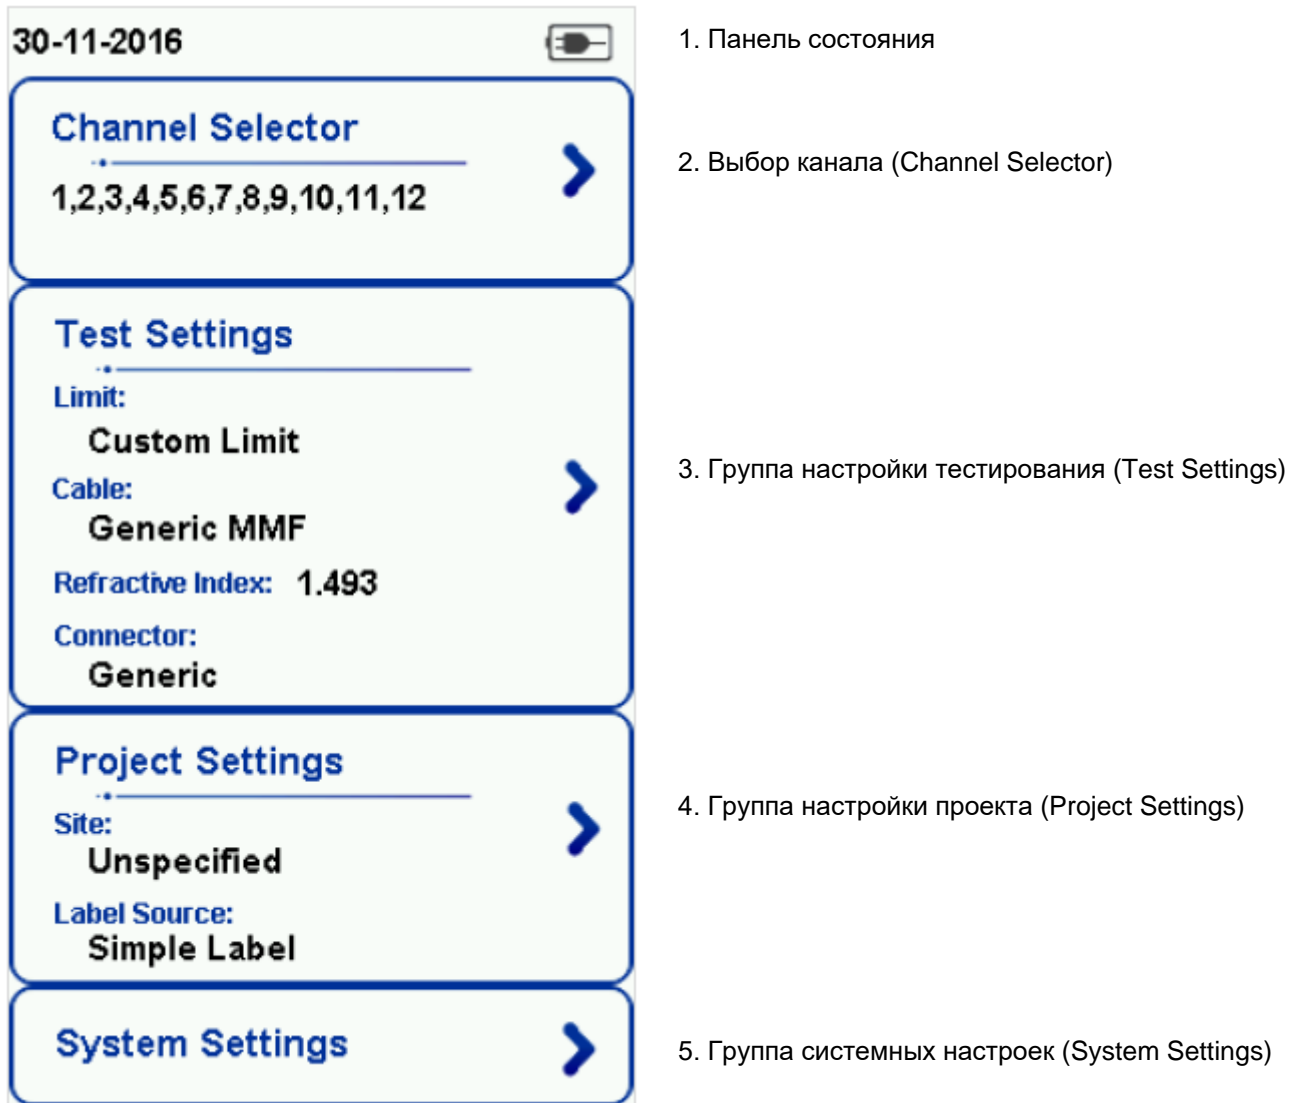 30-11-2016
1. Панель состояния
Channel Selector
1,2,3,4,5,6,7,8,9,10,11,12
2. Выбор канала (Channel Selector)
Test Settings
Limit:
Custom Limit
Cable:
Generic MMF
Refractive Index: 1.493
Connector:
Generic
3. Группа настройки тестирования (Test Settings)
Project Settings
Site:
Unspecified
Label Source:
Simple Label
4. Группа настройки проекта (Project Settings)
System Settings
5. Группа системных настроек (System Settings)